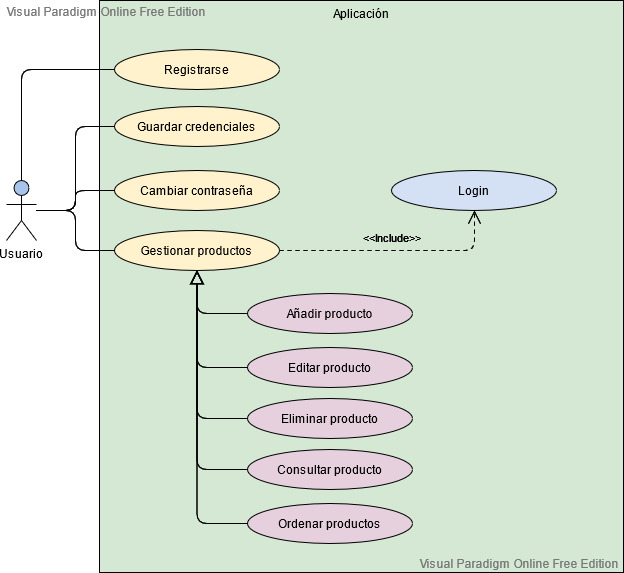 Visual Paradigm Online Free Edition
Aplicación
Registrarse
Guardar credenciales
Cambiar contraseña
Login
Usuario
Gestionar productos
<<Include>>
Añadir producto
Editar producto
Eliminar producto
Consultar producto
Ordenar productos
Visual Paradigm Online Free Edition